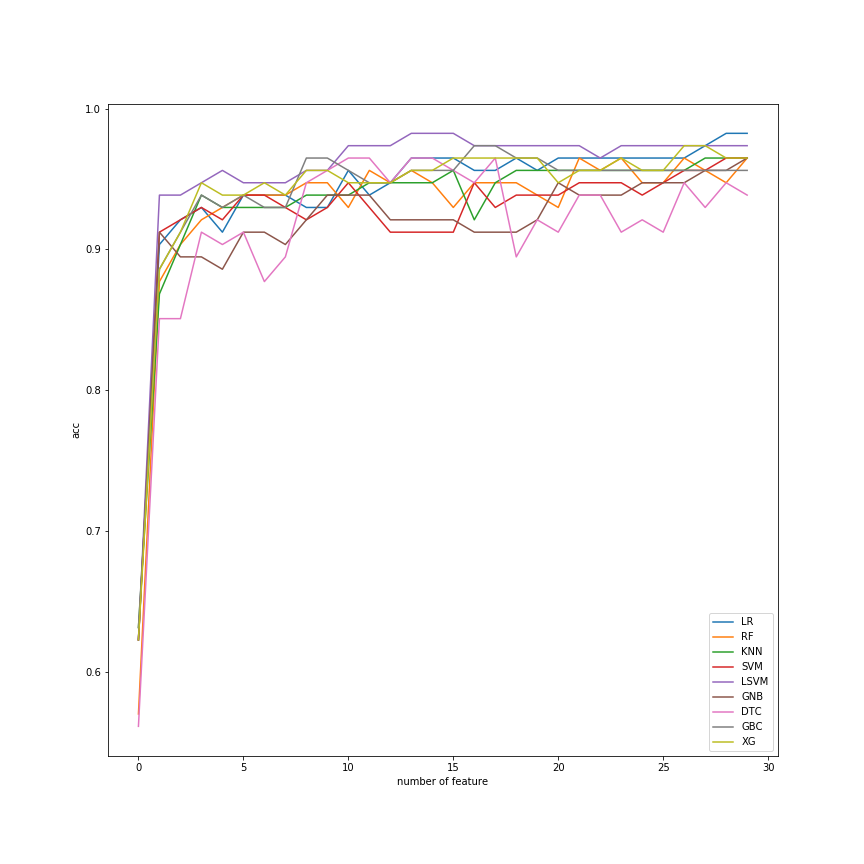 1.0
0.9
0.8
0.7
0.6
acc
0 5 10 15 20 25 30
number of feature
LR
RF
KNN
SVM
LSVM
GNB
DTC
GBC
XG